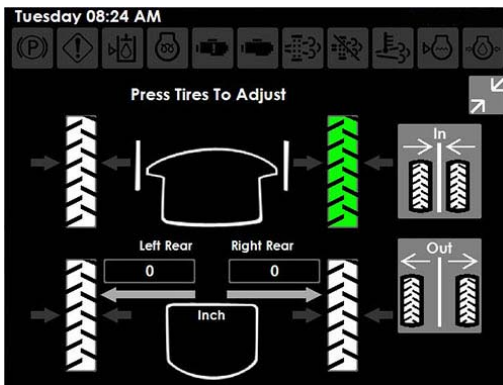 Tuesday 08:24 AM
Press Tires To Adjust
In
Left Rear Right Rear
0 0
Out
Inch